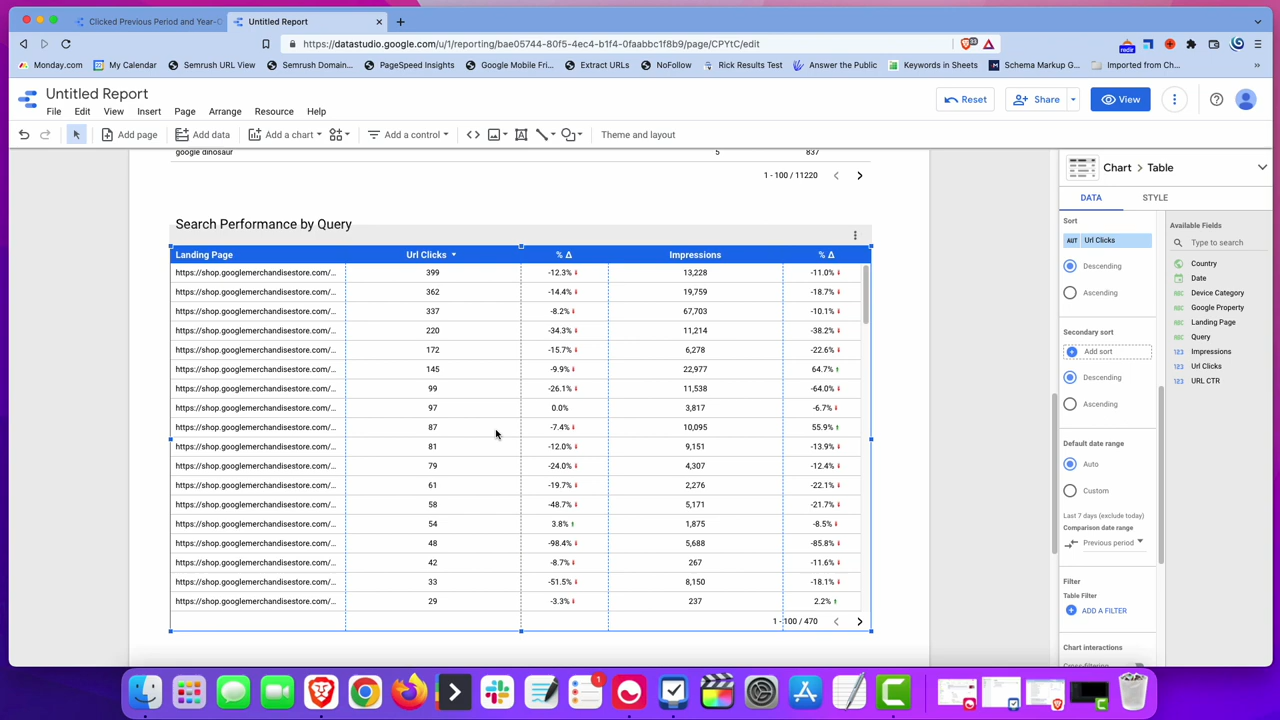 Clicked Previous Period and Year-O
Untitled Report
https://datastudio.google.com/u/1/reporting/bae05744-80f5-4ec4-b1f4-0faabbc1f8b9/page/CPYtC/edit
Monday.com
My Calendar
Semrush URL View
Semrush Domain...
PageSpeed Insights
Google Mobile Fri...
Extract URLs
NoFollow
Rick Results Test
Answer the Public
Keywords in Sheets
Schema Markup G...
Imported from Ch...
Untitled Report
File Edit View Insert Page Arrange Resource Help
Reset
Share
View
Add page
Add data
Add a chart
Add a control
Theme and layout
google dinosaur 5 837
1 - 100 / 11220
Search Performance by Query
Landing Page Url Clicks % Δ Impressions % Δ
https://shop.googlemerchandisestore.com/... 399 -12.3% 13,228 -11.0%
https://shop.googlemerchandisestore.com/... 362 -14.4% 19,759 -18.7%
https://shop.googlemerchandisestore.com/... 337 -8.2% 67,703 -10.1%
https://shop.googlemerchandisestore.com/... 220 -34.3% 11,214 -38.2%
https://shop.googlemerchandisestore.com/... 172 -15.7% 6,278 -22.6%
https://shop.googlemerchandisestore.com/... 145 -9.9% 22,977 64.7%
https://shop.googlemerchandisestore.com/... 99 -26.1% 11,538 -64.0%
https://shop.googlemerchandisestore.com/... 97 0.0% 3,817 -6.7%
https://shop.googlemerchandisestore.com/... 87 -7.4% 10,095 55.9%
https://shop.googlemerchandisestore.com/... 81 -12.0% 9,151 -13.9%
https://shop.googlemerchandisestore.com/... 79 -24.0% 4,307 -12.4%
https://shop.googlemerchandisestore.com/... 61 -19.7% 2,276 -22.1%
https://shop.googlemerchandisestore.com/... 58 -48.7% 5,171 -21.7%
https://shop.googlemerchandisestore.com/... 54 3.8% 1,875 -8.5%
https://shop.googlemerchandisestore.com/... 48 -98.4% 5,688 -85.8%
https://shop.googlemerchandisestore.com/... 42 -8.7% 267 -11.6%
https://shop.googlemerchandisestore.com/... 33 -51.5% 8,150 -18.1%
https://shop.googlemerchandisestore.com/... 29 -3.3% 237 2.2%
1 - 100 / 470
Chart > Table
DATA STYLE
Sort
AUT Url Clicks
Descending
Ascending
Secondary sort
Add sort
Descending
Ascending
Default date range
Auto
Custom
Last 7 days (exclude today)
Comparison date range
Previous period
Filter
Table Filter
ADD A FILTER
Chart interactions
Available Fields
Type to search
Country
Date
ABC Device Category
ABC Google Property
ABC Landing Page
ABC Query
123 Impressions
123 Url Clicks
123 URL CTR
redir
1